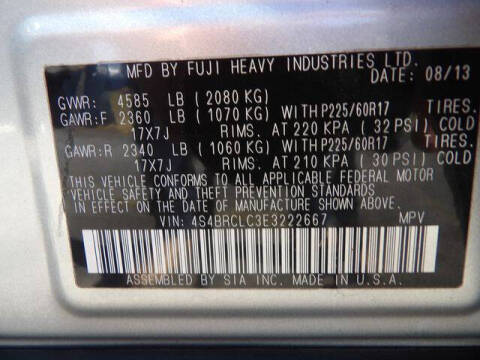 MFD BY FUJI HEAVY INDUSTRIES LTD.
DATE: 08/13
GVWR: 4585 LB (2080 KG)
GAWR:F 2360 LB (1070 KG) WITH P225/60R17 TIRES.
17X7J RIMS. AT 220 KPA (32 PSI) COLD
GAWR:R 2340 LB (1060 KG) WITH P225/60R17 TIRES.
17X7J RIMS. AT 210 KPA (30 PSI) COLD
THIS VEHICLE CONFORMS TO ALL APPLICABLE FEDERAL MOTOR
VEHICLE SAFETY AND THEFT PREVENTION STANDARDS
IN EFFECT ON THE DATE OF MANUFACTURE SHOWN ABOVE.
VIN: 4S4BRCLC3E3222667 MPV
ASSEMBLED BY SIA INC. MADE IN U.S.A.